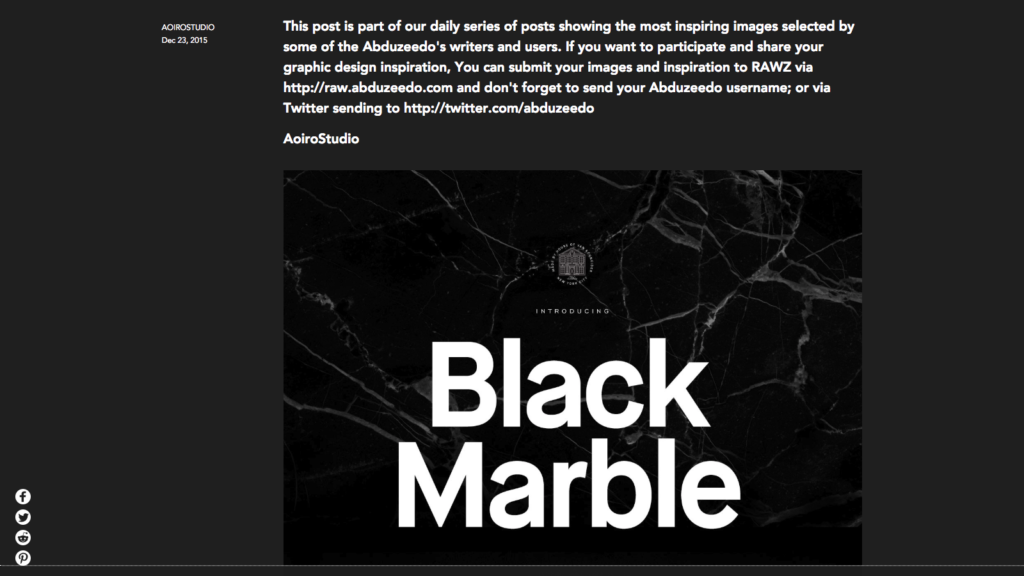 AOIROSTUDIO
Dec 23, 2015
This post is part of our daily series of posts showing the most inspiring images selected by
some of the Abduzeedo's writers and users. If you want to participate and share your
graphic design inspiration, You can submit your images and inspiration to RAWZ via
http://raw.abduzeedo.com and don't forget to send your Abduzeedo username; or via
Twitter sending to http://twitter.com/abduzeedo
AoiroStudio
INTRODUCING
Black
Marble